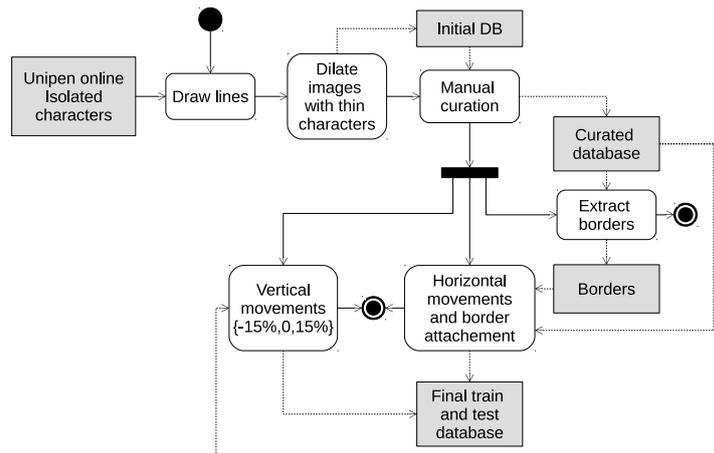 Initial DB
Unipen online
Isolated
characters
Draw lines
Dilate
images
with thin
characters
Manual
curation
Curated
database
Extract
borders
Vertical
movements
{-15%,0,15%}
Horizontal
movements
and border
attachement
Borders
Final train
and test
database